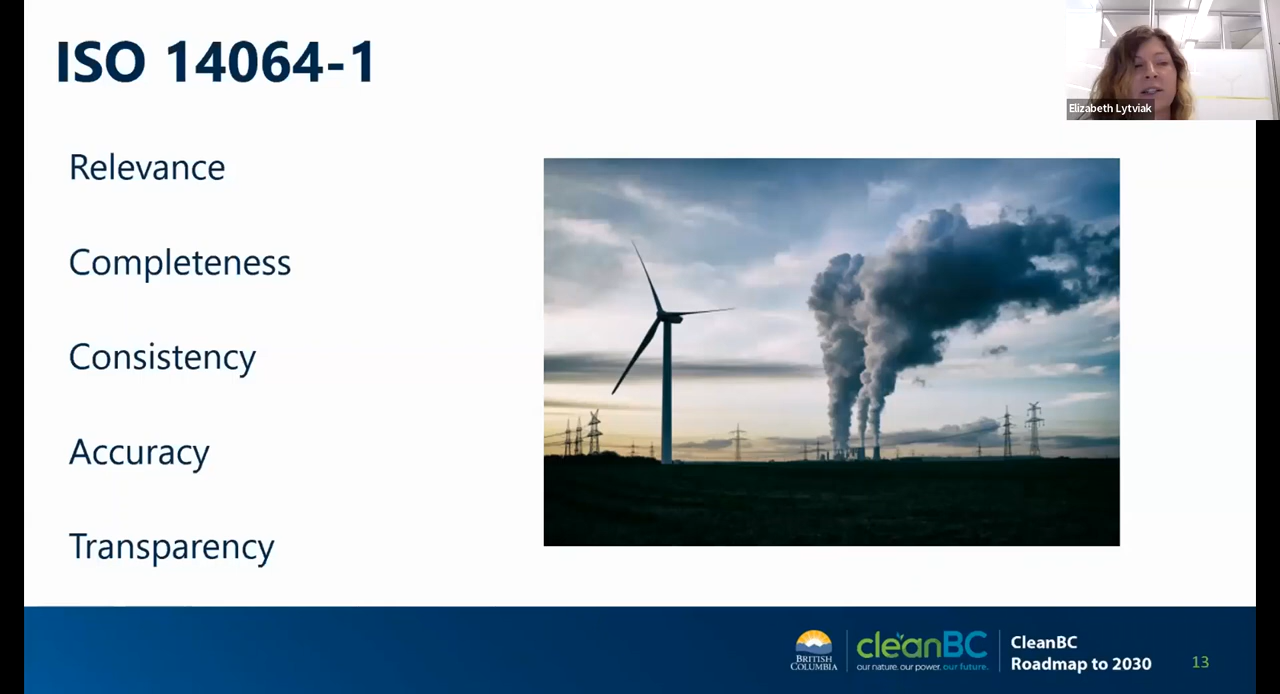 ISO 14064-1
Elizabeth Lytviak
Relevance
Completeness
Consistency
Accuracy
Transparency
BRITISH
COLUMBIA
cleanBC
our nature. our power. our future.
CleanBC
Roadmap to 2030
13